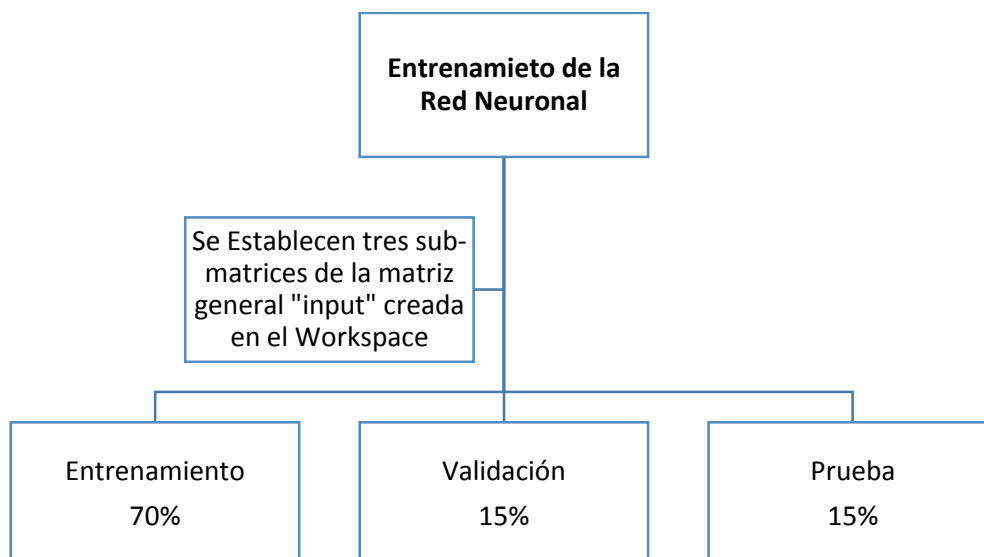 Entrenamieto de la
Red Neuronal
Se Establecen tres sub-
matrices de la matriz
general "input" creada
en el Workspace
Entrenamiento
70%
Validación
15%
Prueba
15%